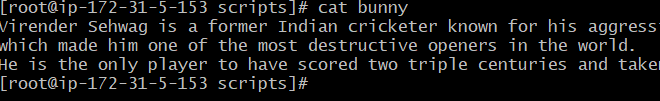 [root@ip-172-31-5-153 scripts]# cat bunny
Virender Sehwag is a former Indian cricketer known for his
which made him one of the most destructive openers in the world.
He is the only player to have scored two triple centuries and
[root@ip-172-31-5-153 scripts]#